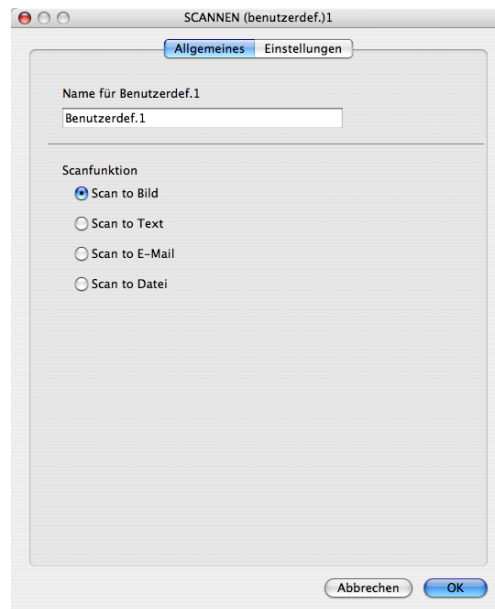 SCANNEN (benutzerdef.)1
Allgemeines Einstellungen
Name für Benutzerdef.1
Benutzerdef.1
Scanfunktion
Scan to Bild
Scan to Text
Scan to E-Mail
Scan to Datei
Abbrechen OK